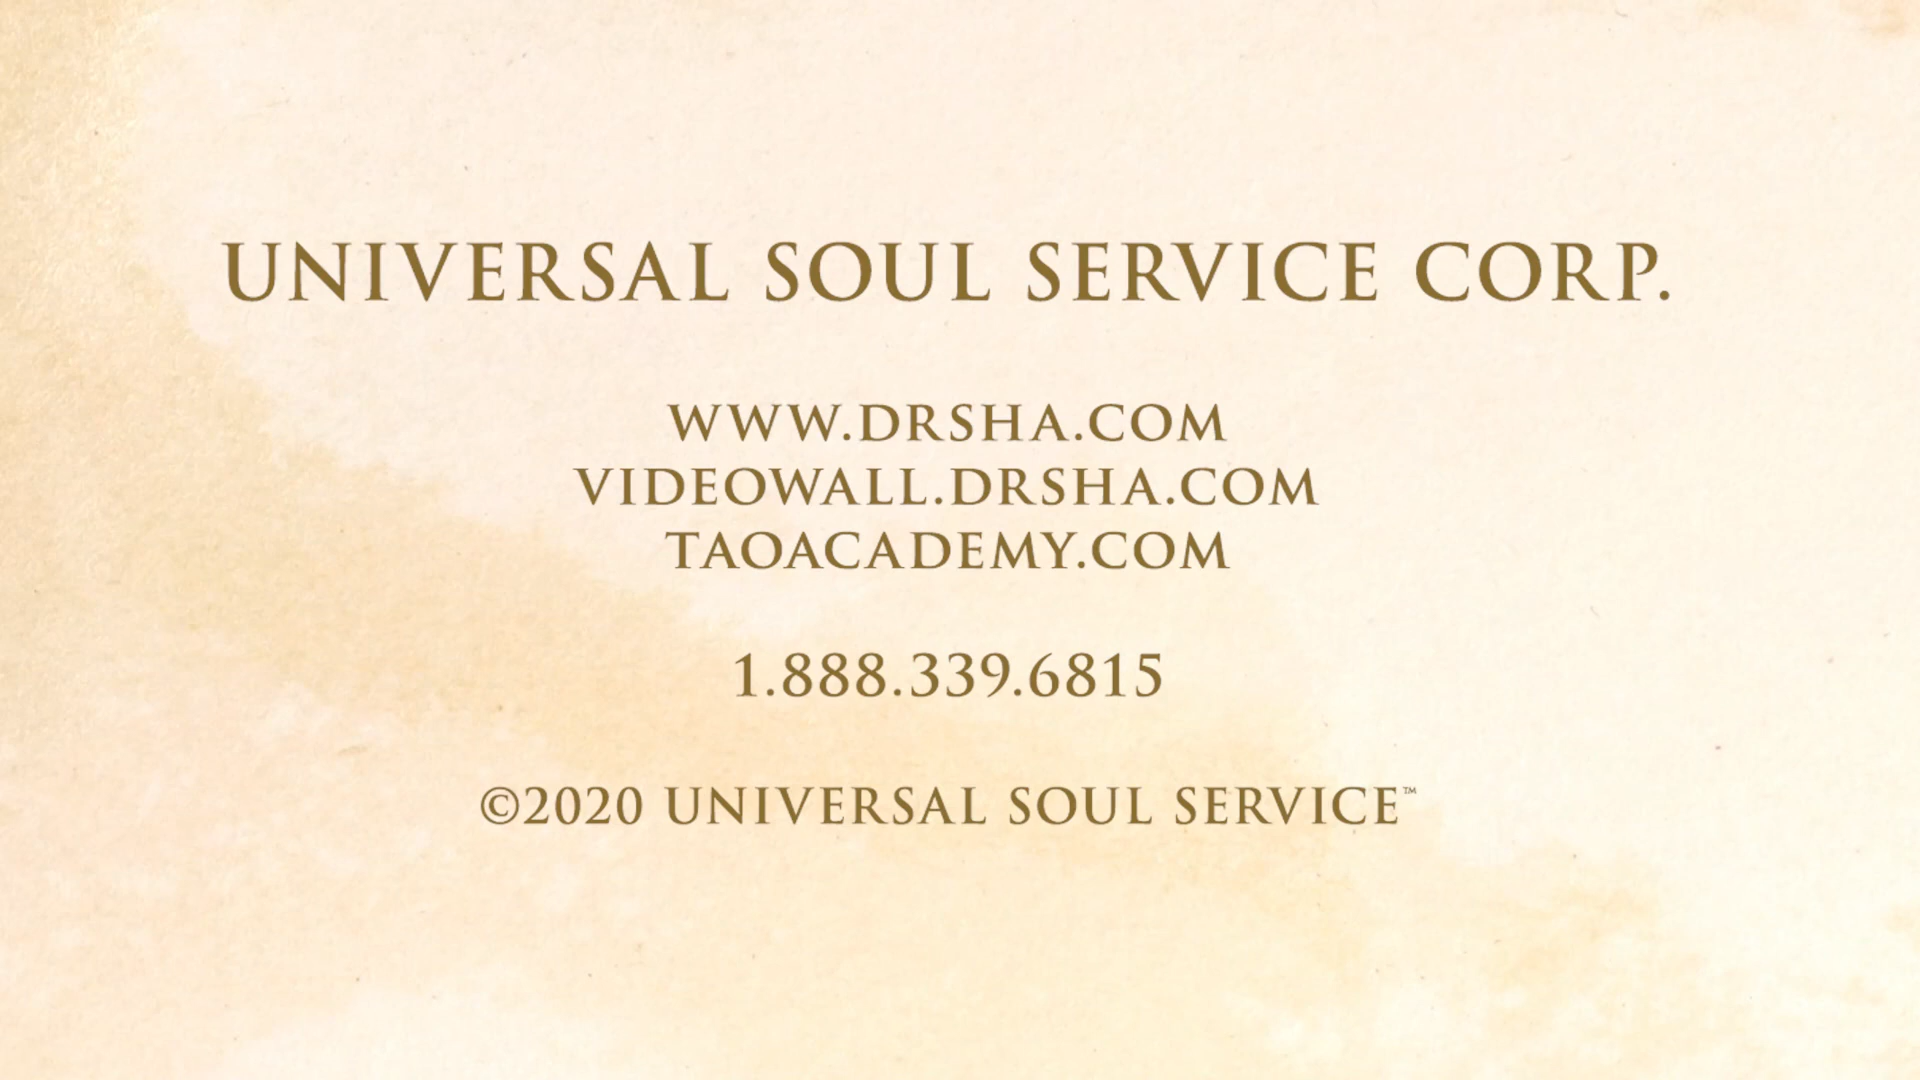 UNIVERSAL SOUL SERVICE CORP.
WWW.DRSHA.COM
VIDEOWALL.DRSHA.COM
TAOACADEMY.COM
1.888.339.6815
©2020 UNIVERSAL SOUL SERVICE™